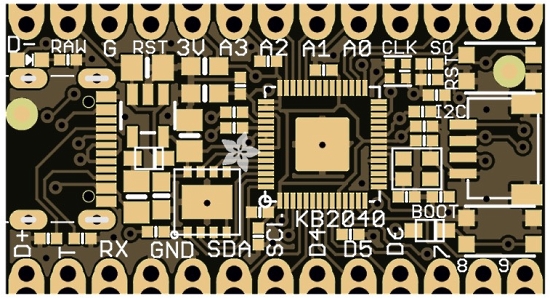 D- RAW G RST 3V A3 A2 A1 A0 CLK SO
RST
I2C
KB2040
BOOT
D+ T RX GND SDA SCL D4 D5 D6 7 8 9